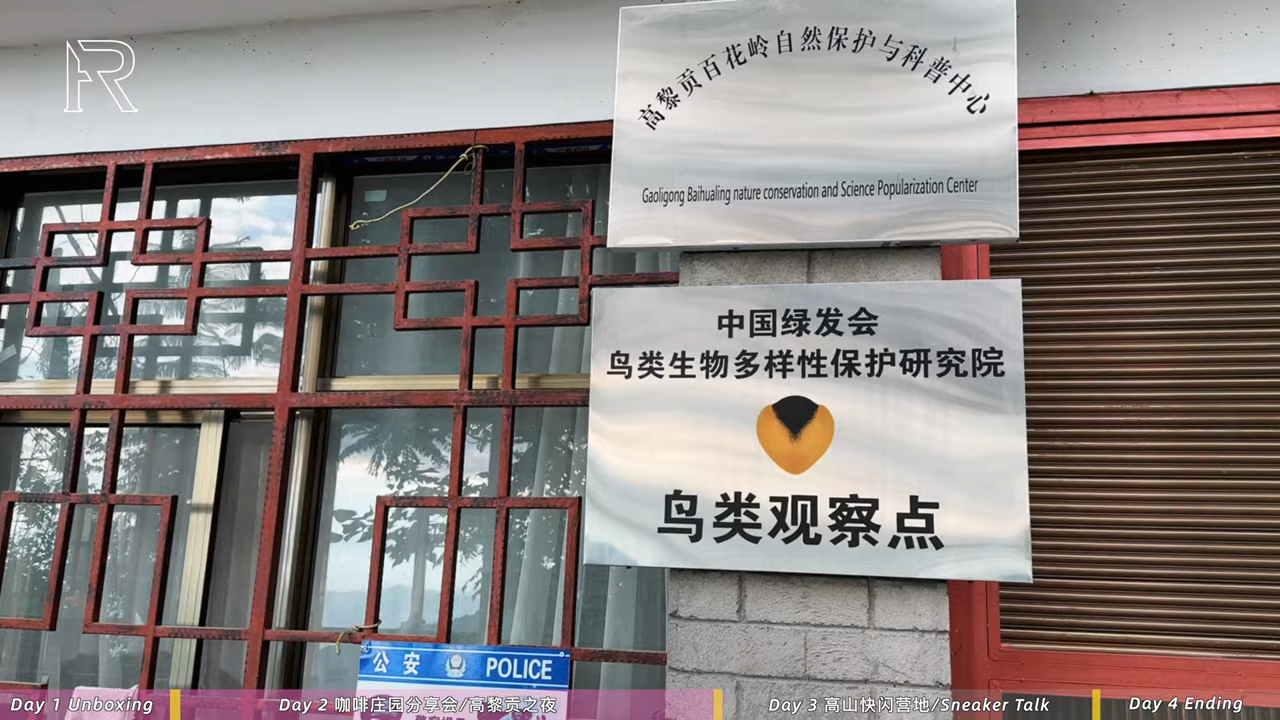 高黎贡百花岭自然保护与科普中心
Gaoligong Baihualing nature conservation and Science Popularization Center
中国绿发会
鸟类生物多样性保护研究院
鸟类观察点
公安 POLICE
Day 1 Unboxing
Day 2 咖啡庄园分享会/高黎贡之夜
Day 3 高山快闪营地/Sneaker Talk
Day 4 Ending